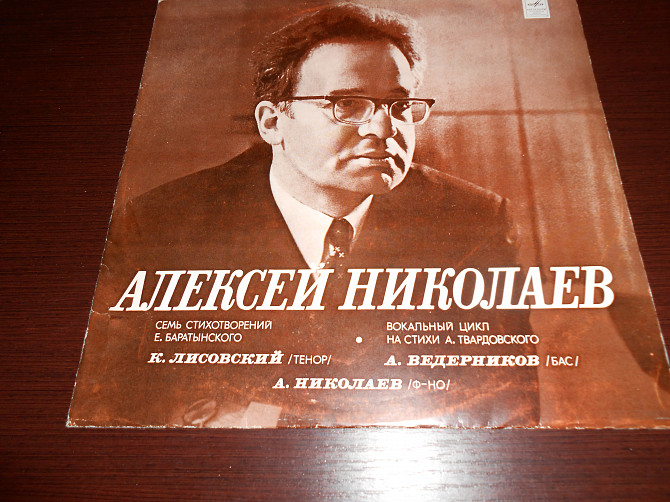 АЛЕКСЕЙ НИКОЛАЕВ
СЕМЬ СТИХОТВОРЕНИЙ
Е. БАРАТЫНСКОГО
К. ЛИСОВСКИЙ /ТЕНОР/
•
ВОКАЛЬНЫЙ ЦИКЛ
НА СТИХИ А. ТВАРДОВСКОГО
А. ВЕДЕРНИКОВ /БАС/
А. НИКОЛАЕВ /Ф-НО/